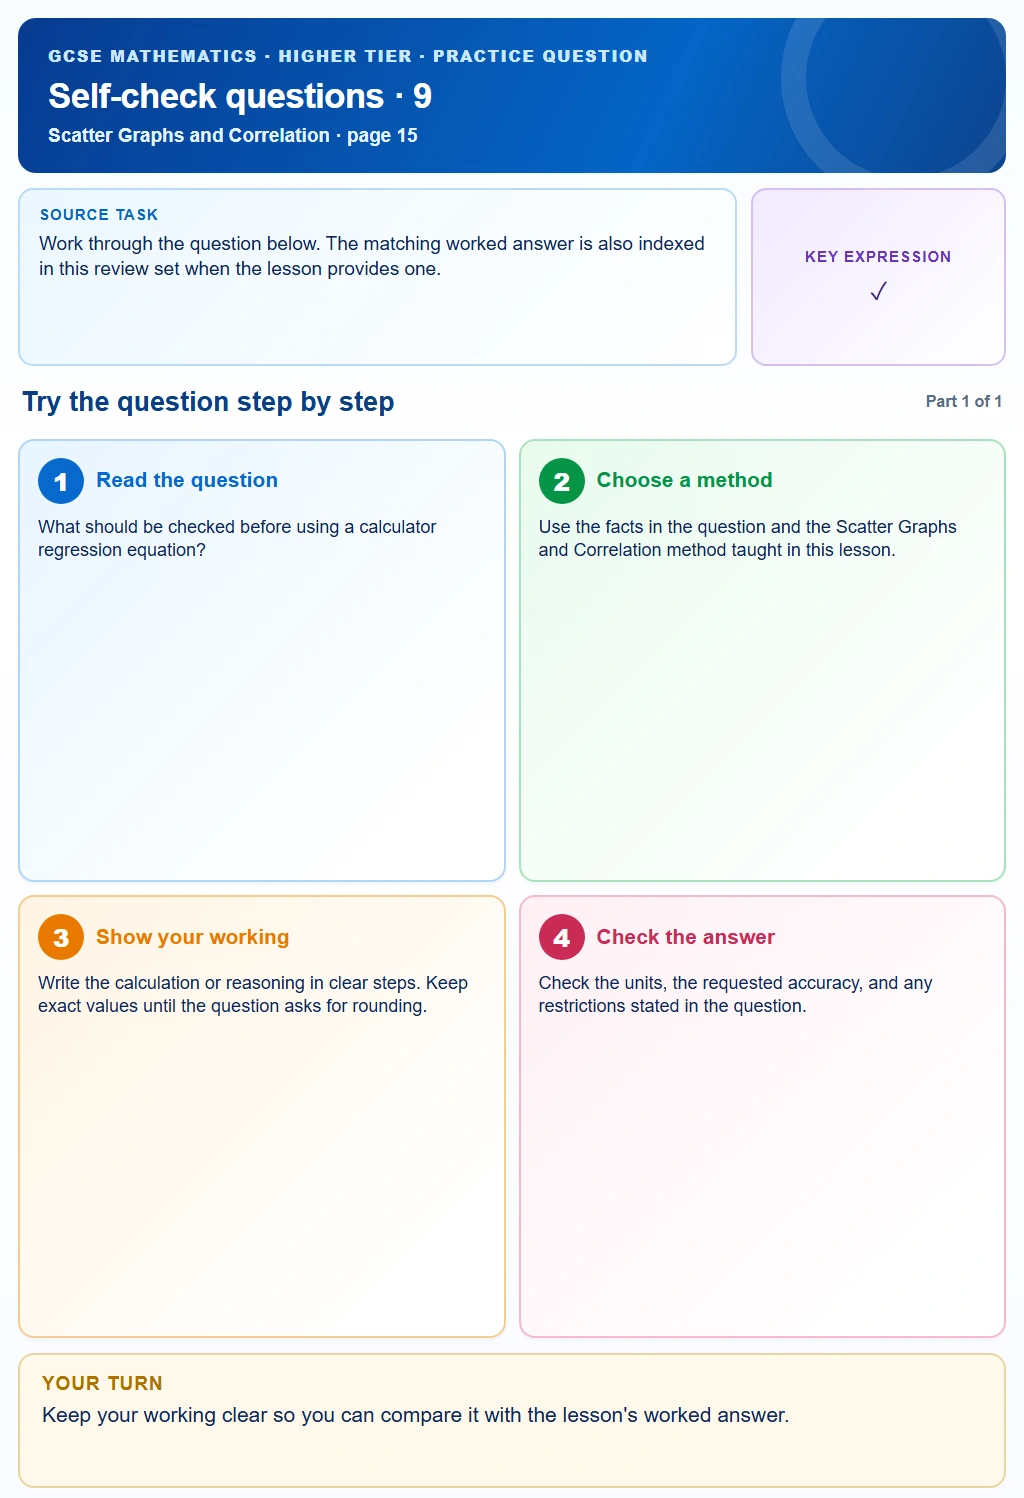 GCSE MATHEMATICS · HIGHER TIER · PRACTICE QUESTION
Self-check questions · 9
Scatter Graphs and Correlation · page 15
SOURCE TASK
Work through the question below. The matching worked answer is also indexed
in this review set when the lesson provides one.
KEY EXPRESSION
✓
Try the question step by step
Part 1 of 1
1 Read the question
What should be checked before using a calculator
regression equation?
2 Choose a method
Use the facts in the question and the Scatter Graphs
and Correlation method taught in this lesson.
3 Show your working
Write the calculation or reasoning in clear steps. Keep
exact values until the question asks for rounding.
4 Check the answer
Check the units, the requested accuracy, and any
restrictions stated in the question.
YOUR TURN
Keep your working clear so you can compare it with the lesson's worked answer.